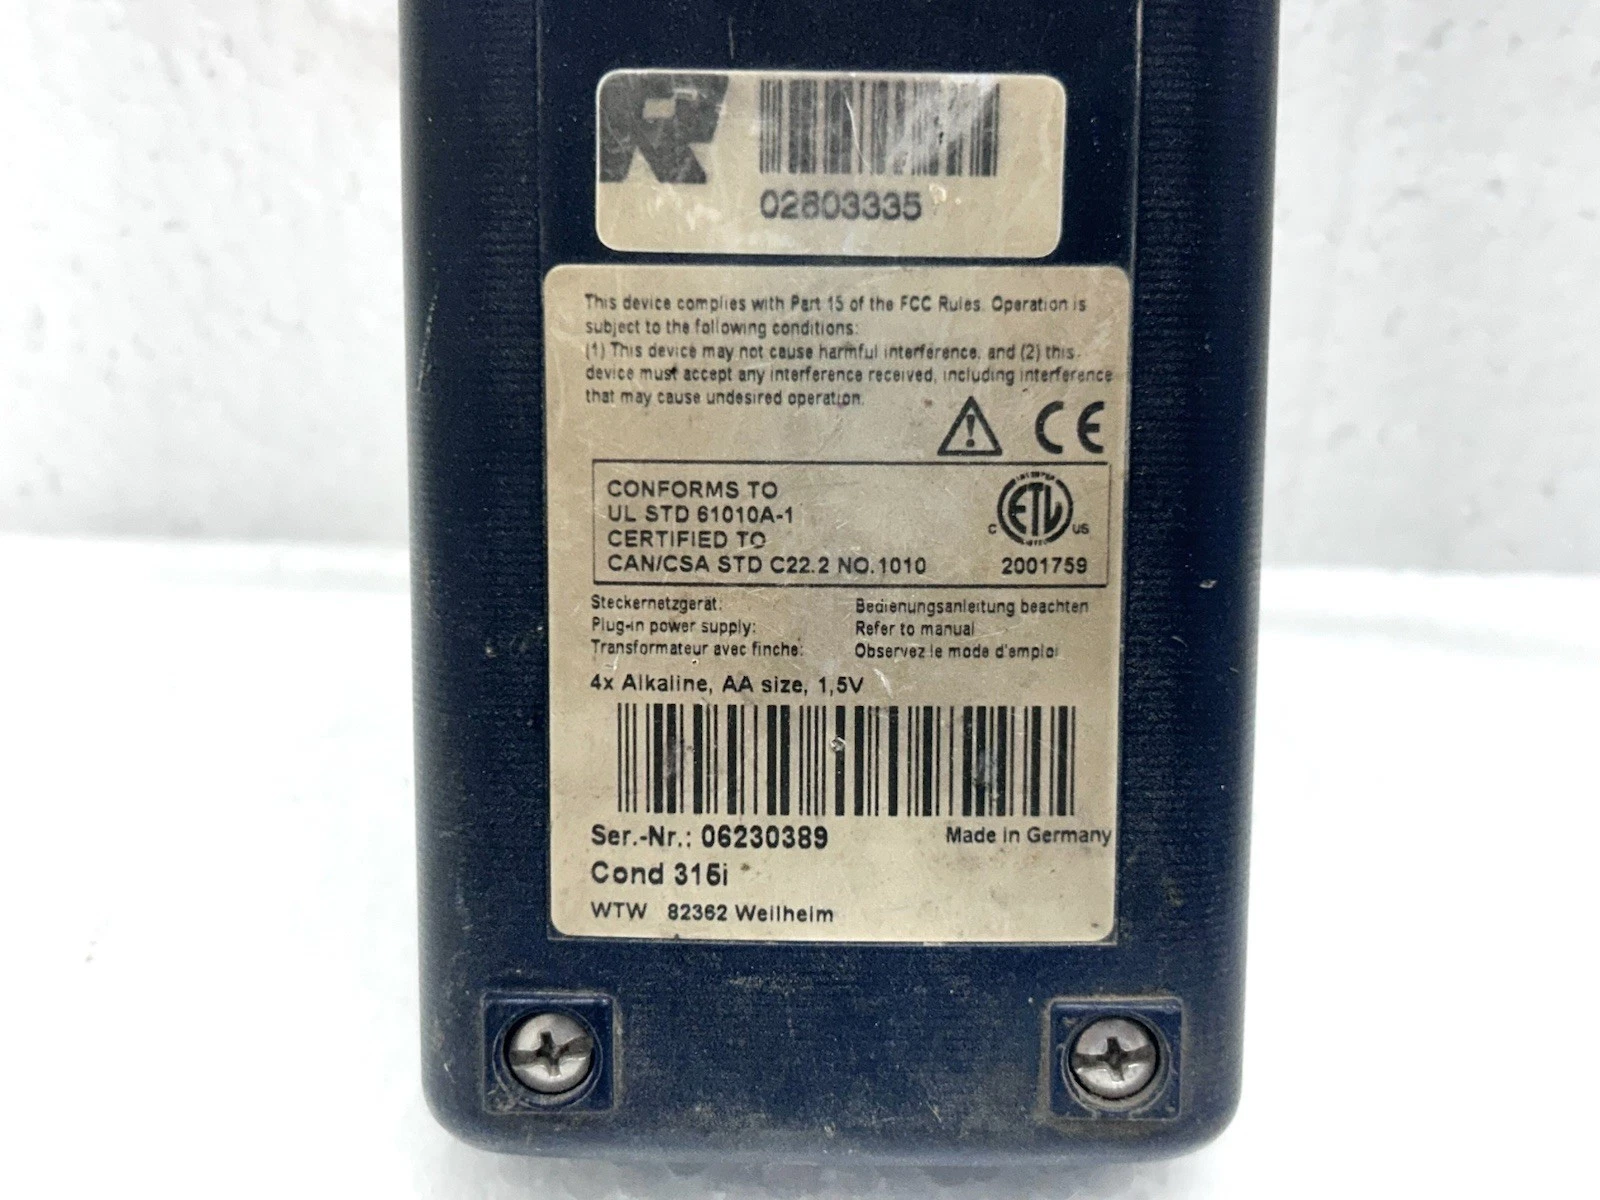 R
02803335
This device complies with Part 15 of the FCC Rules. Operation is
subject to the following conditions:
(1) This device may not cause harmful interference, and (2) this
device must accept any interference received, including interference
that may cause undesired operation.
CE
CONFORMS TO
UL STD 61010A-1
CERTIFIED TO
CAN/CSA STD C22.2 NO.1010
C ETL US
2001759
Steckernetzgerät: Bedienungsanleitung beachten
Plug-in power supply: Refer to manual
Transformateur avec finche: Observez le mode d'emploi
4x Alkaline, AA size, 1,5V
Ser.-Nr.: 06230389 Made in Germany
Cond 315i
WTW 82362 Weilheim